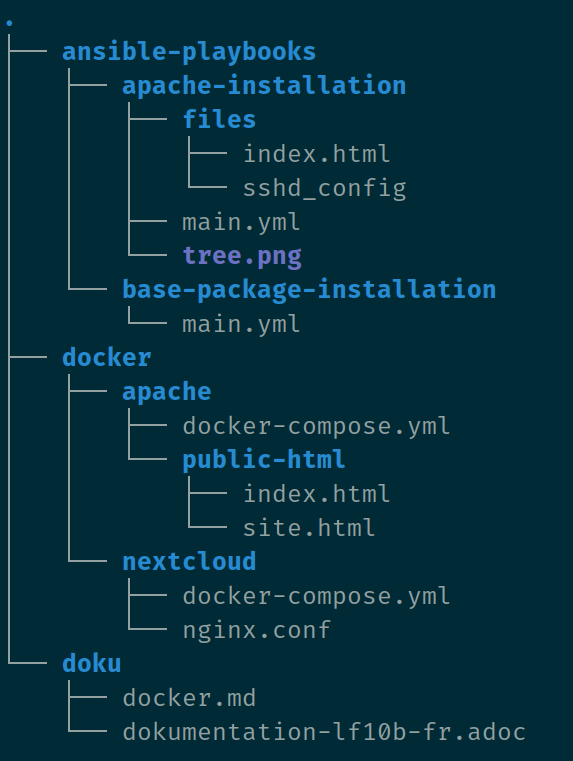 .
ansible-playbooks
apache-installation
files
index.html
sshd_config
main.yml
tree.png
base-package-installation
main.yml
docker
apache
docker-compose.yml
public-html
index.html
site.html
nextcloud
docker-compose.yml
nginx.conf
doku
docker.md
dokumentation-lf10b-fr.adoc